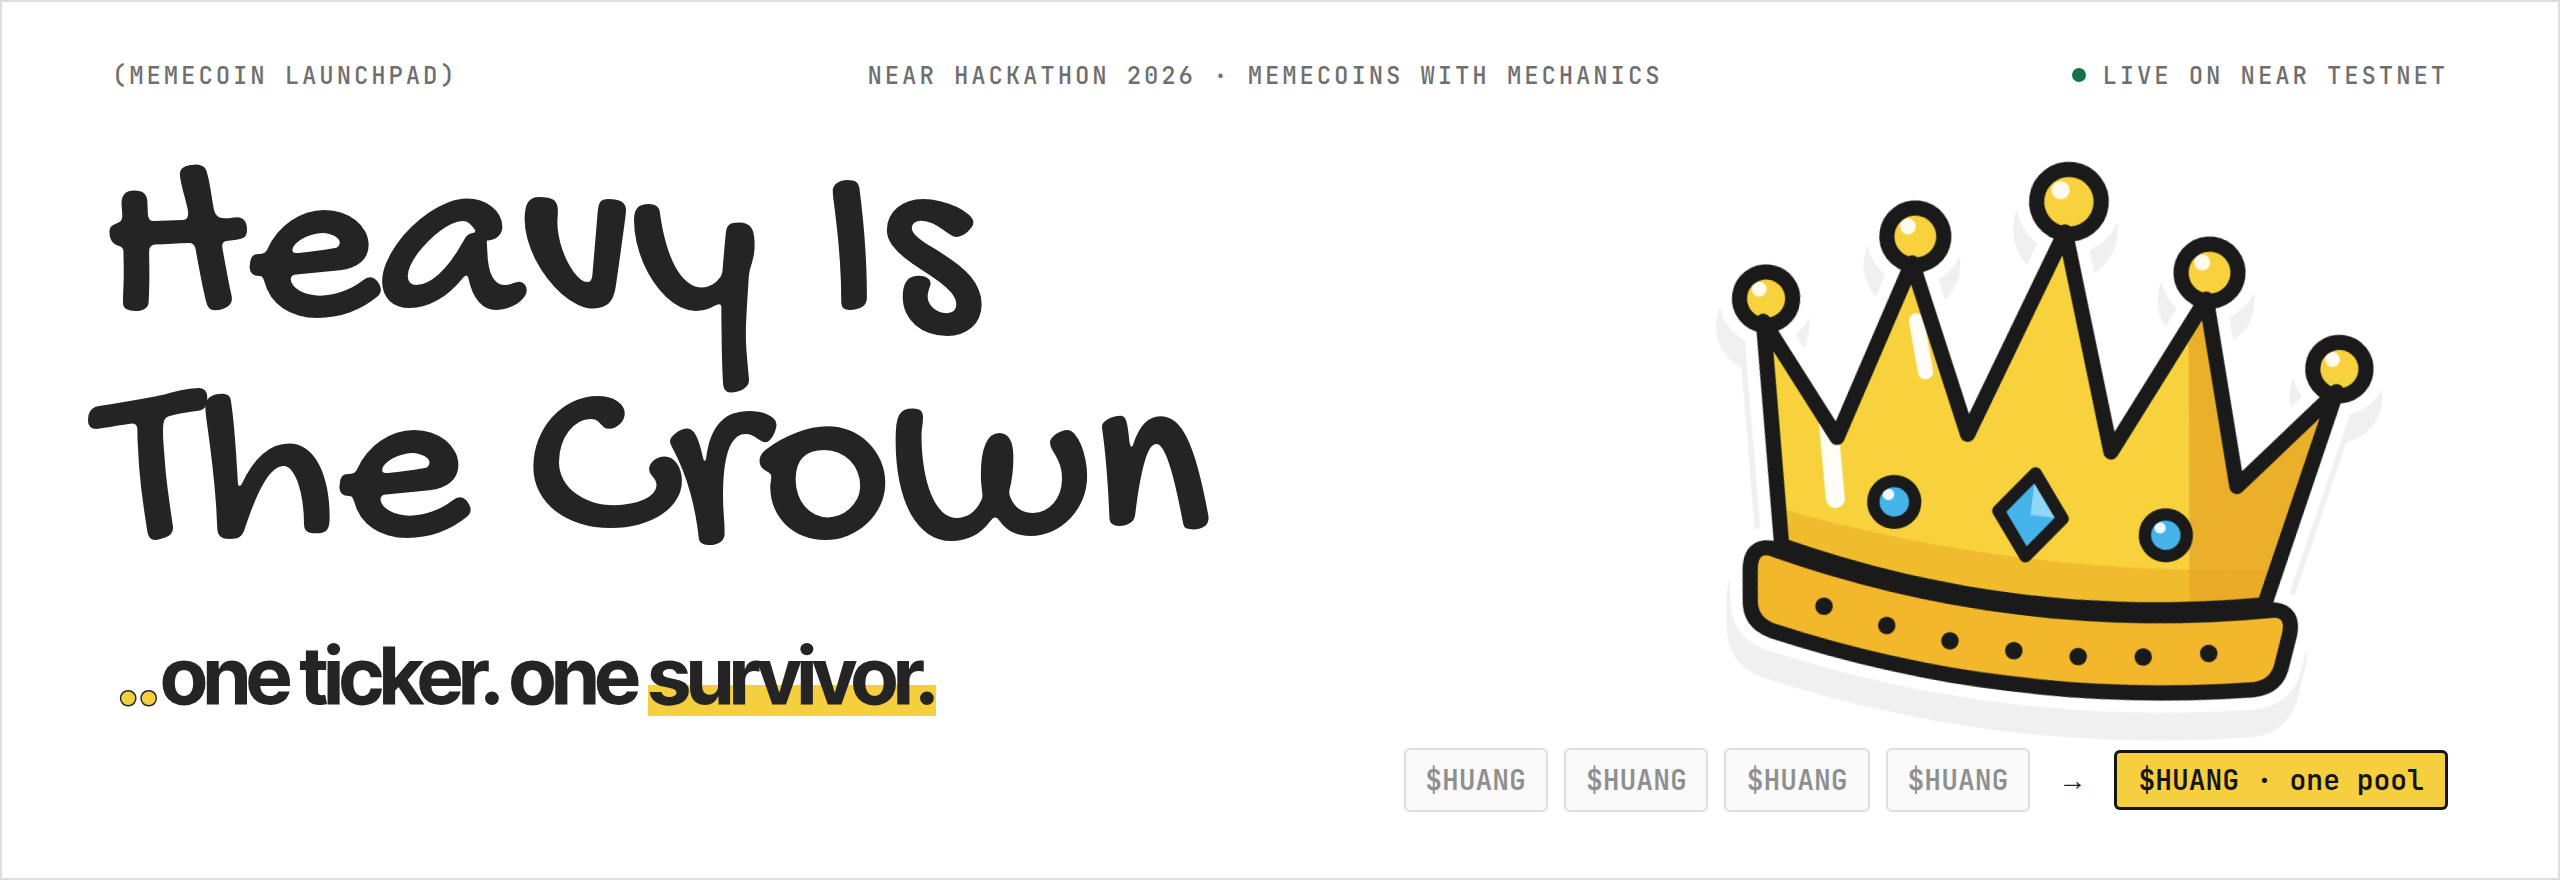 (MEMECOIN LAUNCHPAD)
NEAR HACKATHON 2026 · MEMECOINS WITH MECHANICS
LIVE ON NEAR TESTNET
Heavy Is
The Crown
..one ticker. one survivor.
$HUANG $HUANG $HUANG $HUANG → $HUANG · one pool